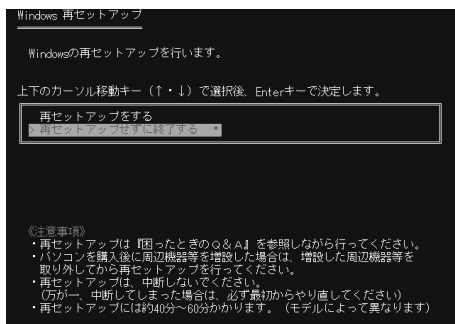 Windows 再セットアップ
Windowsの再セットアップを行います。
上下のカーソル移動キー（↑・↓）で選択後、Enterキーで決定します。
再セットアップをする
> 再セットアップせずに終了する *
《注意事項》
・再セットアップは『困ったときのQ&A』を参照しながら行ってください。
・パソコンを購入後に周辺機器等を増設した場合は、増設した周辺機器等を
取り外してから再セットアップを行ってください。
・再セットアップは、中断しないでください。
（万が一、中断してしまった場合は、必ず最初からやり直してください）
・再セットアップには約40分～60分かかります。（モデルによって異なります）